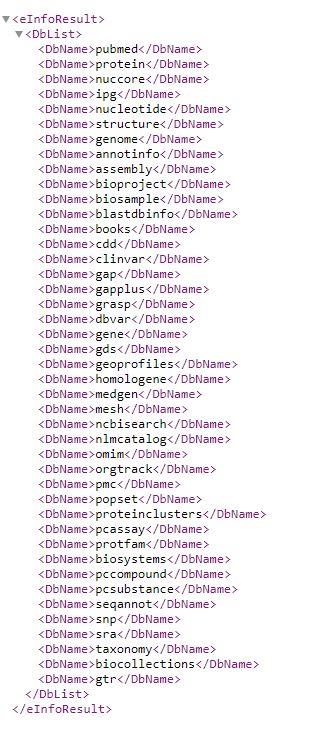 <eInfoResult>
<DbList>
<DbName>pubmed</DbName>
<DbName>protein</DbName>
<DbName>nuccore</DbName>
<DbName>ipg</DbName>
<DbName>nucleotide</DbName>
<DbName>structure</DbName>
<DbName>genome</DbName>
<DbName>annotinfo</DbName>
<DbName>assembly</DbName>
<DbName>bioproject</DbName>
<DbName>biosample</DbName>
<DbName>blastdbinfo</DbName>
<DbName>books</DbName>
<DbName>cdd</DbName>
<DbName>clinvar</DbName>
<DbName>gap</DbName>
<DbName>gapplus</DbName>
<DbName>grasp</DbName>
<DbName>dbvar</DbName>
<DbName>gene</DbName>
<DbName>gds</DbName>
<DbName>geoprofiles</DbName>
<DbName>homologene</DbName>
<DbName>medgen</DbName>
<DbName>mesh</DbName>
<DbName>ncbisearch</DbName>
<DbName>nlmcatalog</DbName>
<DbName>omim</DbName>
<DbName>orgtrack</DbName>
<DbName>pmc</DbName>
<DbName>popset</DbName>
<DbName>proteinclusters</DbName>
<DbName>pcassay</DbName>
<DbName>protfam</DbName>
<DbName>biosystems</DbName>
<DbName>pccompound</DbName>
<DbName>pcsubstance</DbName>
<DbName>seqannot</DbName>
<DbName>snp</DbName>
<DbName>sra</DbName>
<DbName>taxonomy</DbName>
<DbName>biocollections</DbName>
<DbName>gtr</DbName>
</DbList>
</eInfoResult>